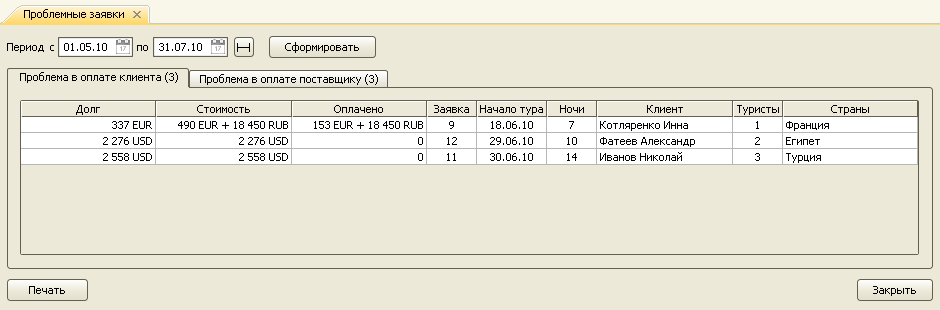 Проблемные заявки
Период с 01.05.10 по 31.07.10 Сформировать
Проблема в оплате клиента (3) Проблема в оплате поставщику (3)
Долг Стоимость Оплачено Заявка Начало тура Ночи Клиент Туристы Страны
337 EUR 490 EUR + 18 450 RUB 153 EUR + 18 450 RUB 9 18.06.10 7 Котляренко Инна 1 Франция
2 276 USD 2 276 USD 0 12 29.06.10 10 Фатеев Александр 2 Египет
2 558 USD 2 558 USD 0 11 30.06.10 14 Иванов Николай 3 Турция
Печать Закрыть